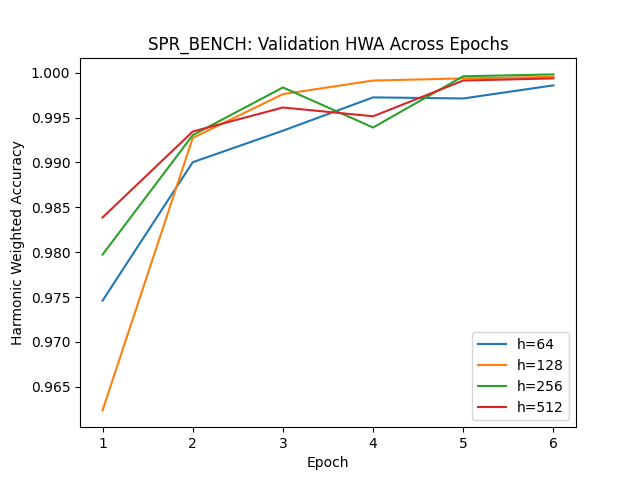 SPR_BENCH: Validation HWA Across Epochs
Harmonic Weighted Accuracy
1.000
0.995
0.990
0.985
0.980
0.975
0.970
0.965
h=64
h=128
h=256
h=512
1 2 3 4 5 6
Epoch